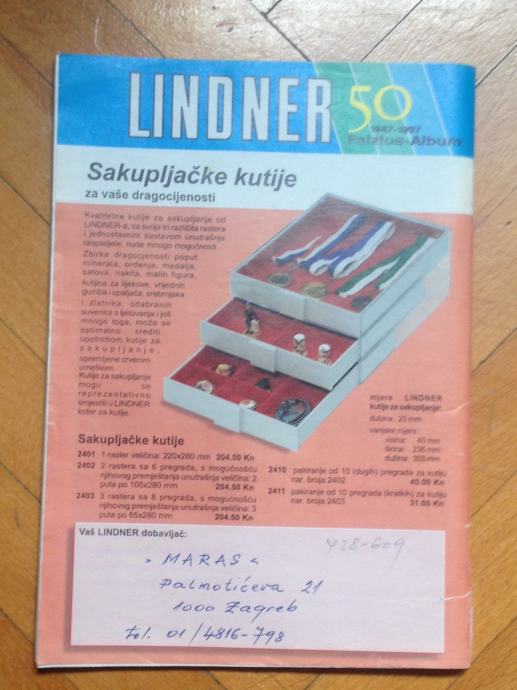 LINDNER 50
1947-1997
Falzlos-Album
Sakupljačke kutije
za vaše dragocijenosti
Kvalitetne kutije za sakupljanje od
LINDNER-a, sa svoja tri različita rastera
i jednostavnim sustavom unutrašnje
raspodjele, nude mnogo mogućnosti.
Zbirka dragocjenosti poput
minerala, ordenja, medalja,
satova, nakita, malih figura,
kutijica za lijekove, vrijednih
gumba i upaljača, srebrnjaka
i zlatnika, odabranih
suvenira s ljetovanja i još
mnogo toga, može se
optimalno srediti
upotrebom kutije za
sakupljanje,
opremljene crvenim
umetkom.
Kutije za sakupljanje
mogu se
reprezentativno
smjestiti u LINDNER
kofer za kutije.
mjere LINDNER
kutije za sakupljanje:
dubina : 29 mm
vanjske mjere :
visina: 40 mm
širina: 236 mm
dužina: 303 mm
Sakupljačke kutije
2401 1 raster veličina: 220x280 mm 204.50 Kn
2402 2 rastera sa 6 pregrada, s mogućnošću
njihovog premještanja unutrašnja veličina: 2
puta po 105x280 mm 204.50 Kn
2403 3 rastera sa 8 pregrada, s mogućnošću
njihovog premještanja unutrašnja veličina: 3
puta po 65x280 mm 204.50 Kn
2410 pakiranje od 10 (dugih) pregrada za kutiju
nar. broja 2402 40.00 Kn
2411 pakiranje od 10 (kratkih) pregrada za kutiju
nar. broja 2403 31.00 Kn
Vaš LINDNER dobavljač:
428-609
" MARAS "
Palmotićeva 21
1000 Zagreb
tel. 01/4816-798